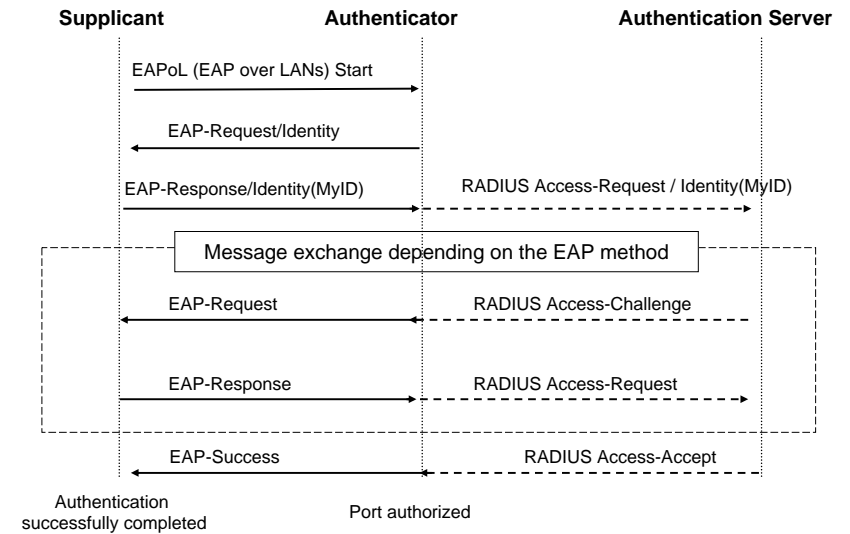 Supplicant
Authenticator
Authentication Server
EAPoL (EAP over LANs) Start
EAP-Request/Identity
EAP-Response/Identity(MyID)
RADIUS Access-Request / Identity(MyID)
Message exchange depending on the EAP method
EAP-Request
RADIUS Access-Challenge
EAP-Response
RADIUS Access-Request
EAP-Success
RADIUS Access-Accept
Authentication
successfully completed
Port authorized